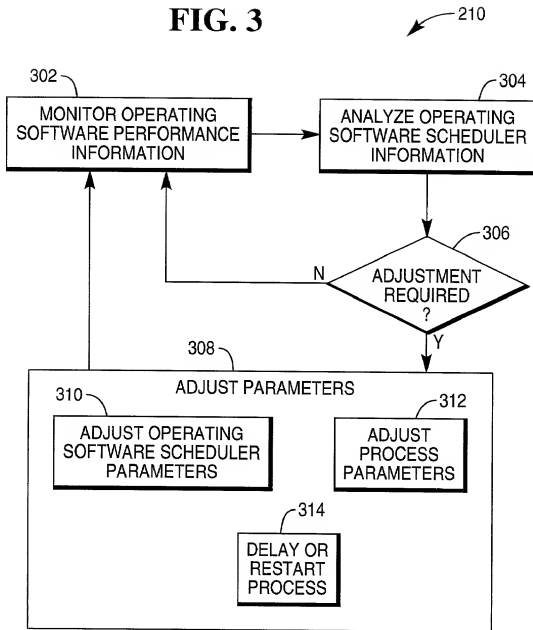 FIG. 3
210
302
MONITOR OPERATING
SOFTWARE PERFORMANCE
INFORMATION
304
ANALYZE OPERATING
SOFTWARE SCHEDULER
INFORMATION
306
N
ADJUSTMENT
REQUIRED
?
Y
308
ADJUST PARAMETERS
310
ADJUST OPERATING
SOFTWARE SCHEDULER
PARAMETERS
312
ADJUST
PROCESS
PARAMETERS
314
DELAY OR
RESTART
PROCESS